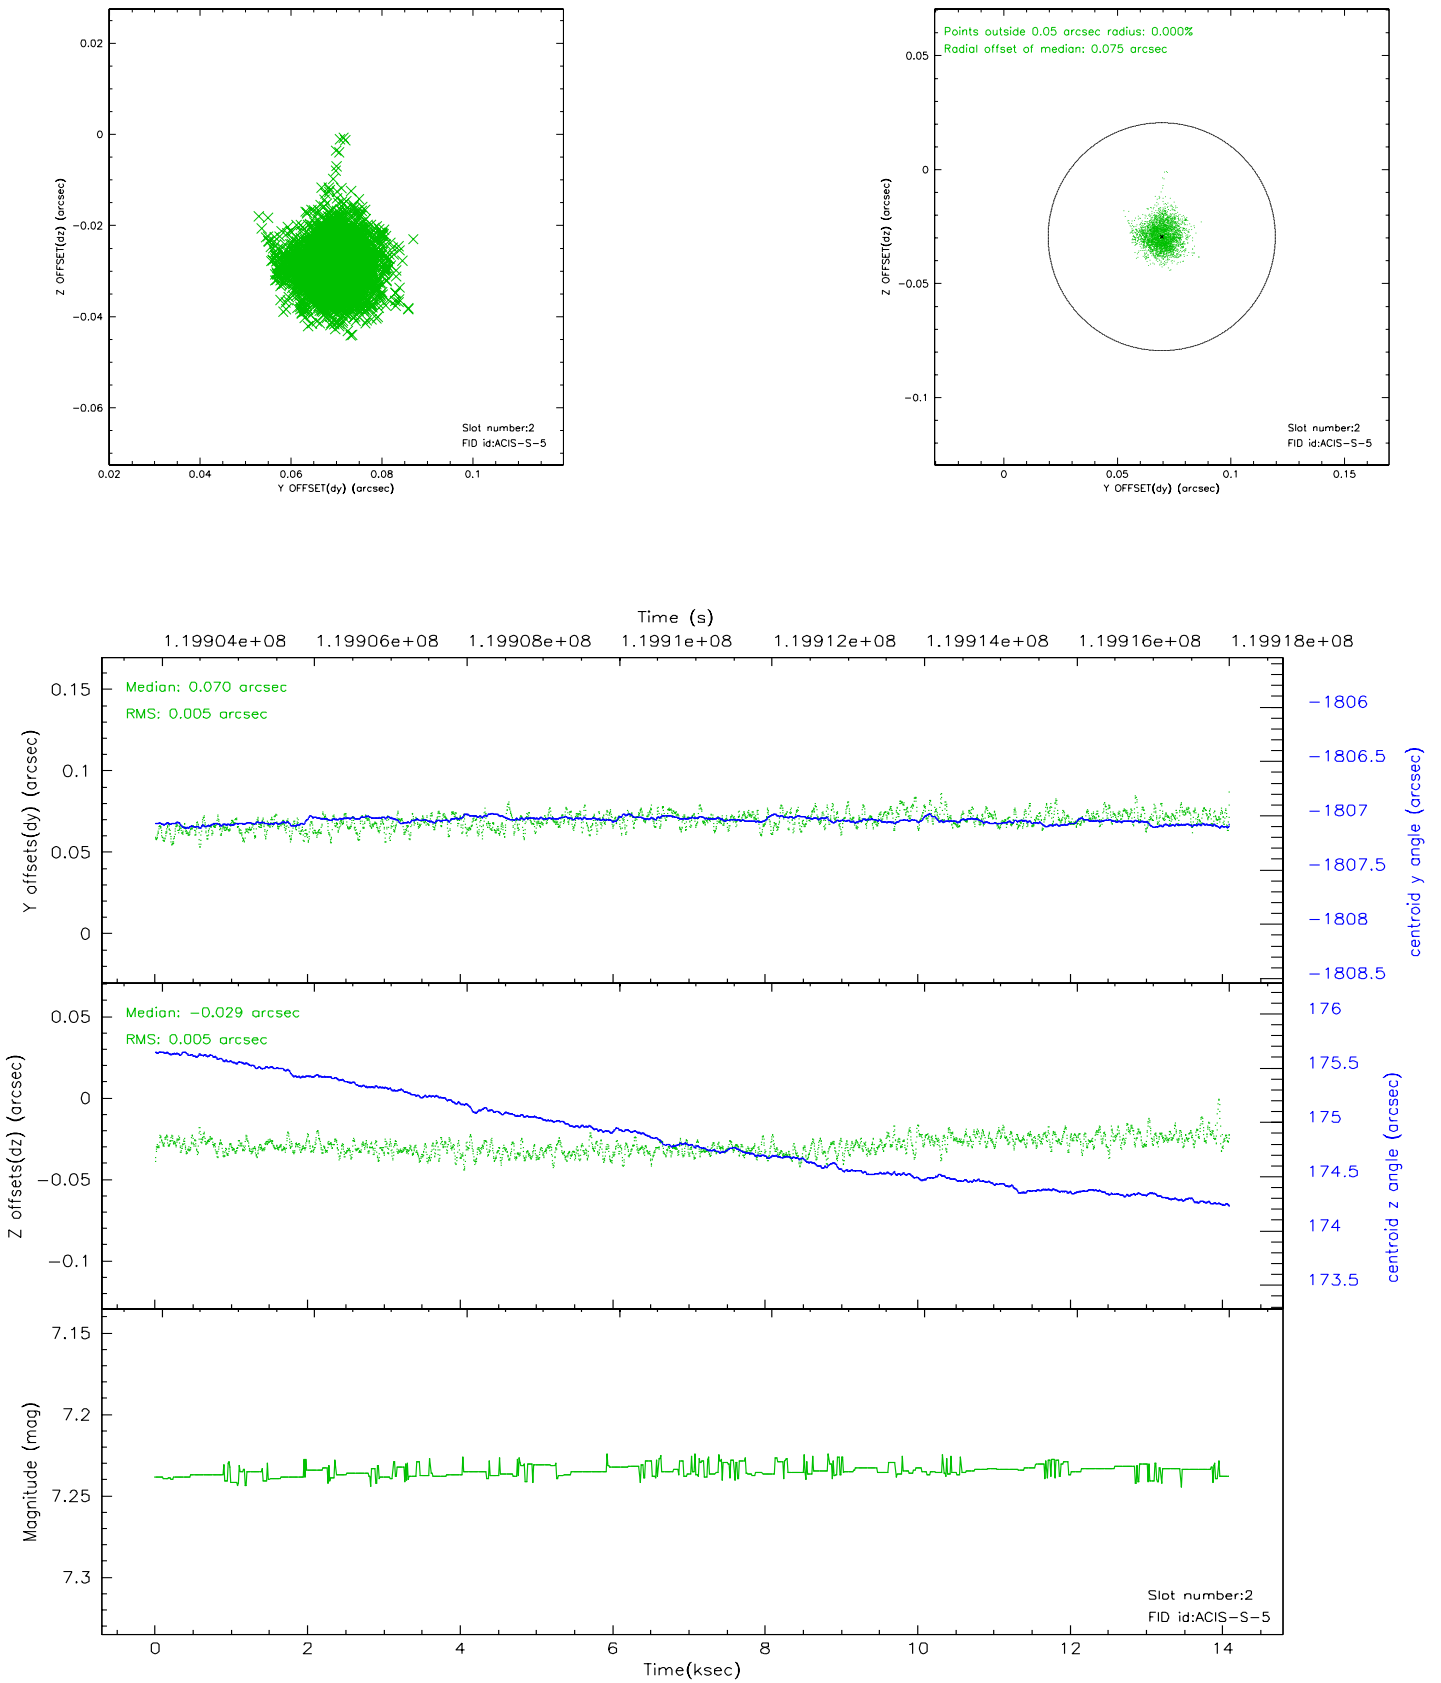 0.02
0
−0.02
−0.04
−0.06
Z OFFSET(dz) (arcsec)
Slot number:2
FID id:ACIS−S−5
0.02 0.04 0.06 0.08 0.1
Y OFFSET(dy) (arcsec)
Points outside 0.05 arcsec radius: 0.000%
Radial offset of median: 0.075 arcsec
0.05
0
−0.05
−0.1
Z OFFSET(dz) (arcsec)
Slot number:2
FID id:ACIS−S−5
0 0.05 0.1 0.15
Y OFFSET(dy) (arcsec)
Time (s)
1.19904e+08 1.19906e+08 1.19908e+08 1.1991e+08 1.19912e+08 1.19914e+08 1.19916e+08 1.19918e+08
Median: 0.070 arcsec
RMS: 0.005 arcsec
0.15
0.1
0.05
0
Y offsets(dy) (arcsec)
−1806
−1806.5
−1807
−1807.5
−1808
−1808.5
centroid y angle (arcsec)
Median: −0.029 arcsec
RMS: 0.005 arcsec
0.05
0
−0.05
−0.1
Z offsets(dz) (arcsec)
176
175.5
175
174.5
174
173.5
centroid z angle (arcsec)
7.15
7.2
7.25
7.3
Magnitude (mag)
Slot number:2
FID id:ACIS−S−5
0 2 4 6 8 10 12 14
Time(ksec)